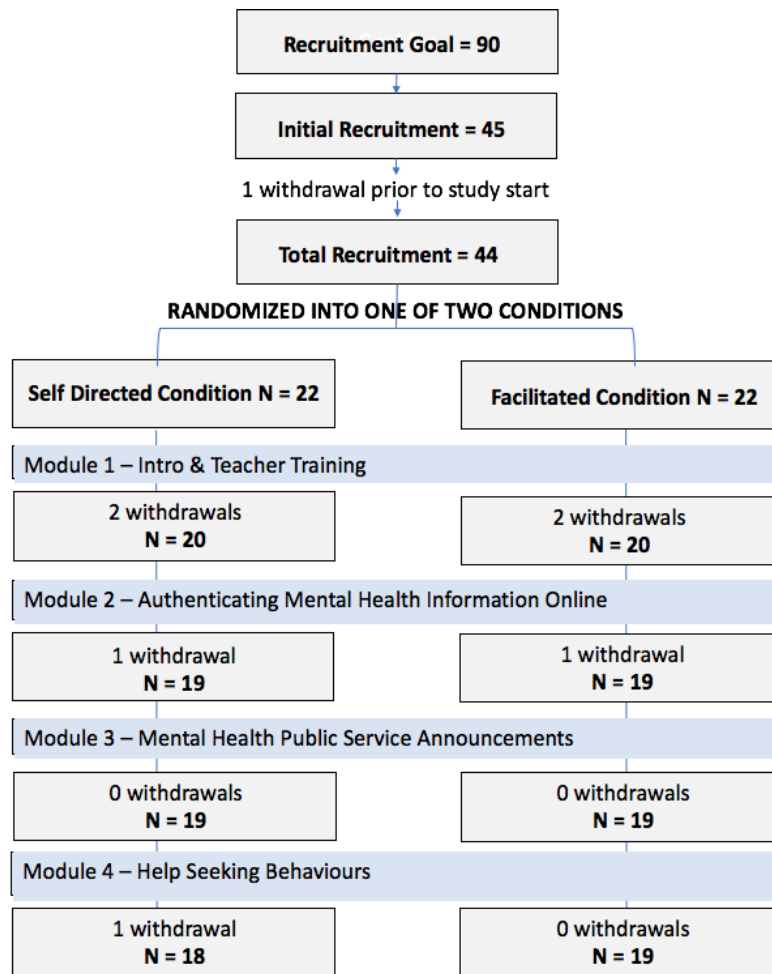 Recruitment Goal = 90
Initial Recruitment = 45
1 withdrawal prior to study start
Total Recruitment = 44
RANDOMIZED INTO ONE OF TWO CONDITIONS
Self Directed Condition N = 22
Facilitated Condition N = 22
Module 1 – Intro & Teacher Training
2 withdrawals
N = 20
2 withdrawals
N = 20
Module 2 – Authenticating Mental Health Information Online
1 withdrawal
N = 19
1 withdrawal
N = 19
Module 3 – Mental Health Public Service Announcements
0 withdrawals
N = 19
0 withdrawals
N = 19
Module 4 – Help Seeking Behaviours
1 withdrawal
N = 18
0 withdrawals
N = 19